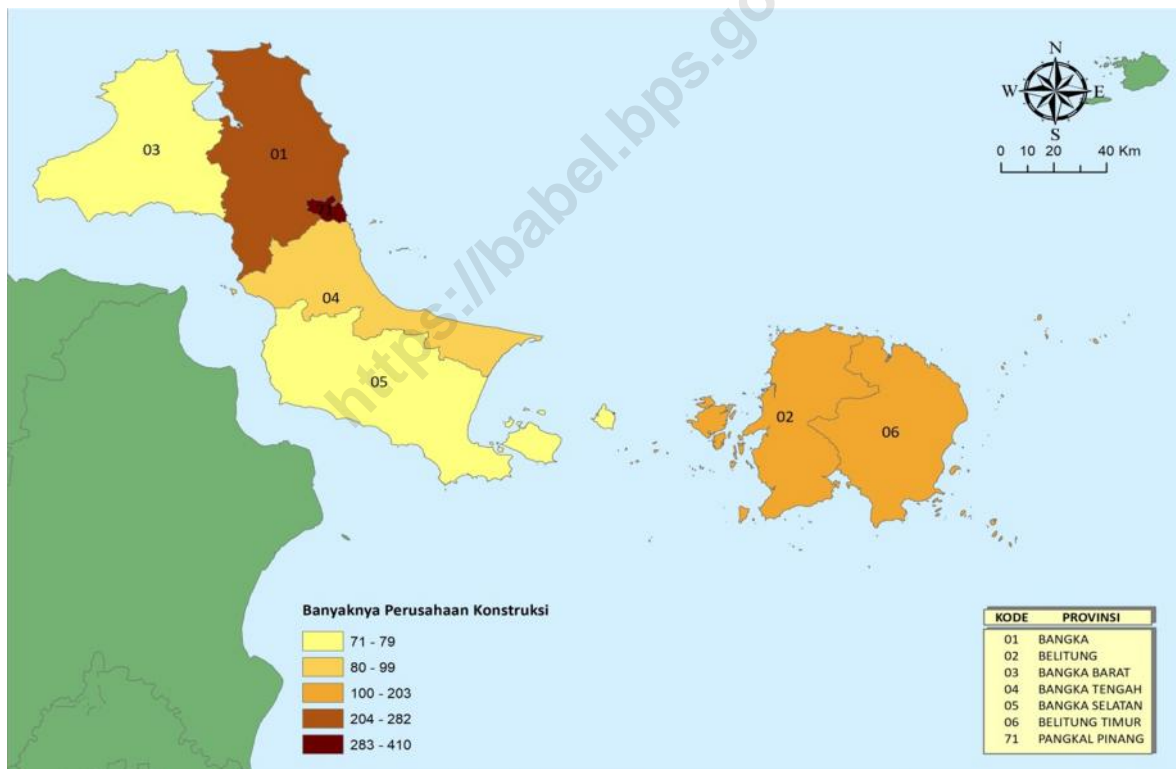 https://babel.bps.go
N
W E
S
0 10 20 40 Km
03
01
71
04
05
02
06
Banyaknya Perusahaan Konstruksi
71 - 79
80 - 99
100 - 203
204 - 282
283 - 410
KODE PROVINSI
01 BANGKA
02 BELITUNG
03 BANGKA BARAT
04 BANGKA TENGAH
05 BANGKA SELATAN
06 BELITUNG TIMUR
71 PANGKAL PINANG